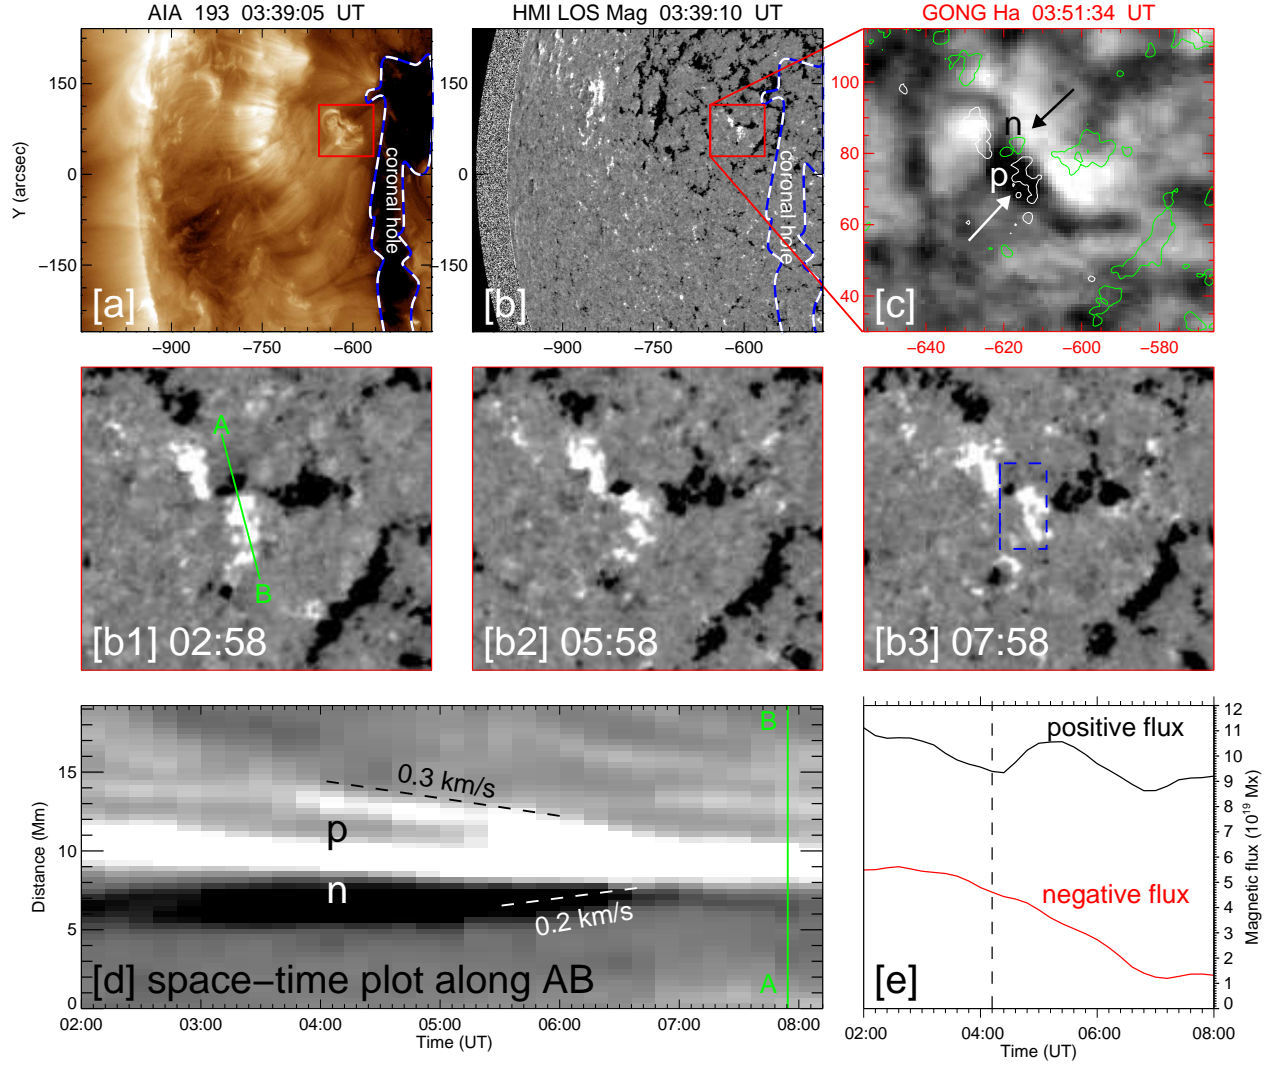 AIA 193 03:39:05 UT
HMI LOS Mag 03:39:10 UT
GONG Ha 03:51:34 UT
Y (arcsec)
150
0
−150
−900
−750
−600
coronal hole
[a]
150
0
−150
−900
−750
−600
coronal hole
[b]
100
80
60
40
−640
−620
−600
−580
n
p
[c]
A
B
[b1] 02:58
[b2] 05:58
[b3] 07:58
Distance (Mm)
15
10
5
0
0.3 km/s
p
n
0.2 km/s
B
A
[d] space−time plot along AB
02:00
03:00
04:00
05:00
06:00
07:00
08:00
Time (UT)
positive flux
negative flux
[e]
12
11
10
9
8
7
6
5
4
3
2
1
0
Magnetic flux (10¹⁹ Mx)
02:00
04:00
06:00
08:00
Time (UT)